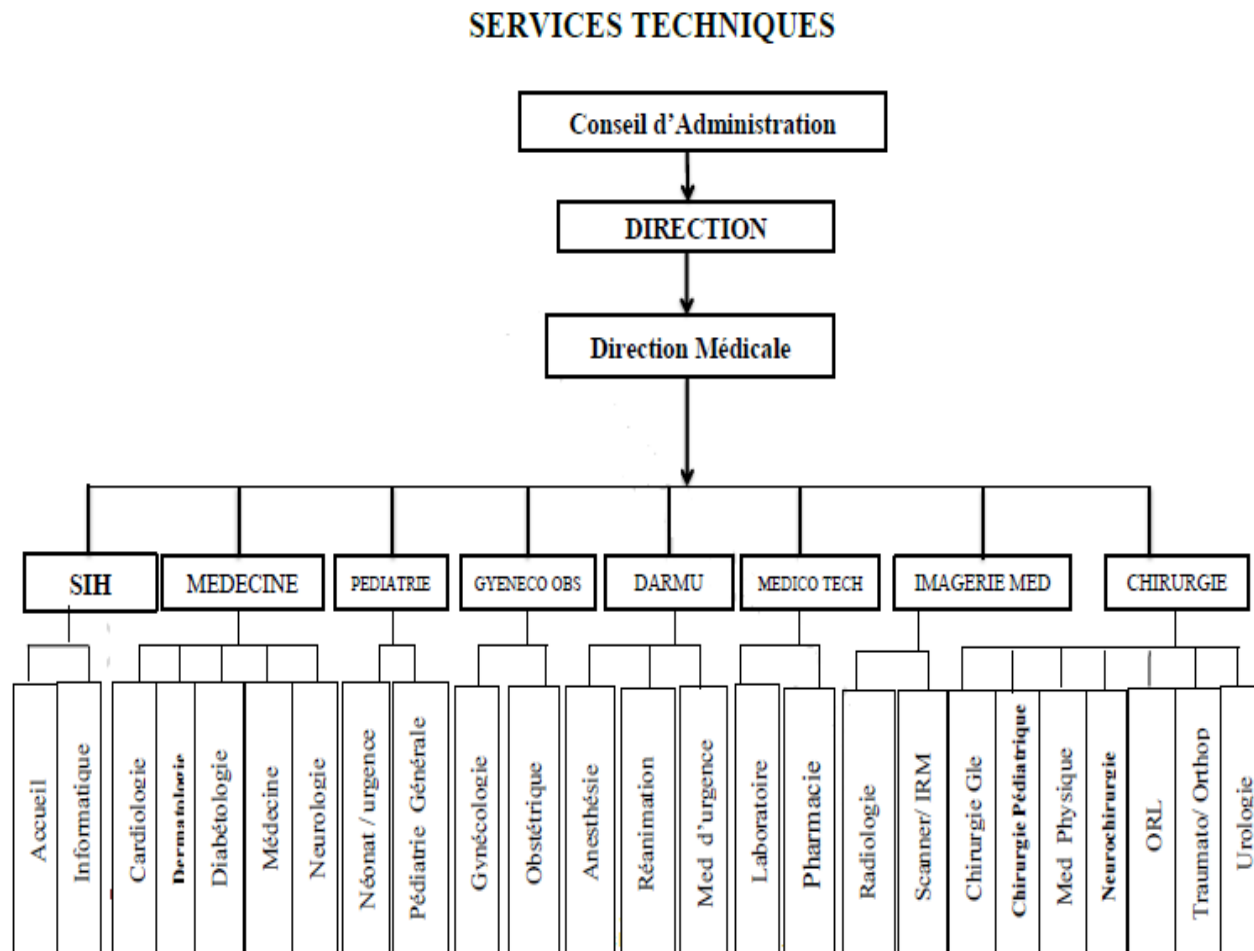 SERVICES TECHNIQUES
Conseil d’Administration
DIRECTION
Direction Médicale
SIH
MEDECINE
PEDIATRIE
GYENECO OBS
DARMU
MEDICO TECH
IMAGERIE MED
CHIRURGIE
Accueil
Informatique
Cardiologie
Dermatologie
Diabétologie
Médecine
Neurologie
Néonat / urgence
Pédiatrie Générale
Gynécologie
Obstétrique
Anesthésie
Réanimation
Med d’urgence
Laboratoire
Pharmacie
Radiologie
Scanner/ IRM
Chirurgie Gle
Chirurgie Pédiatrique
Med Physique
Neurochirurgie
ORL
Traumato/ Orthop
Urologie